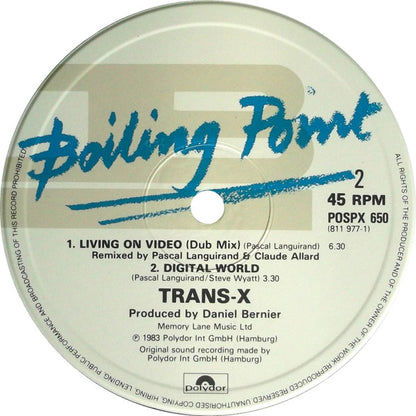 Boiling Point
2
45 RPM
POSPX 650
(811 977-1)
1. LIVING ON VIDEO (Dub Mix) (Pascal Languirand) 6.30
Remixed by Pascal Languirand & Claude Allard
2. DIGITAL WORLD
(Pascal Languirand/Steve Wyatt) 3.30
TRANS-X
Produced by Daniel Bernier
Memory Lane Music Ltd
℗ 1983 Polydor Int GmbH (Hamburg)
Original sound recording made by
Polydor Int GmbH (Hamburg)
polydor
ALL RIGHTS OF THE PRODUCER AND OF THE OWNER OF THE WORK REPRODUCED RESERVED. UNAUTHORISED COPYING, HIRING, LENDING, PUBLIC PERFORMANCE AND BROADCASTING OF THIS RECORD PROHIBITED